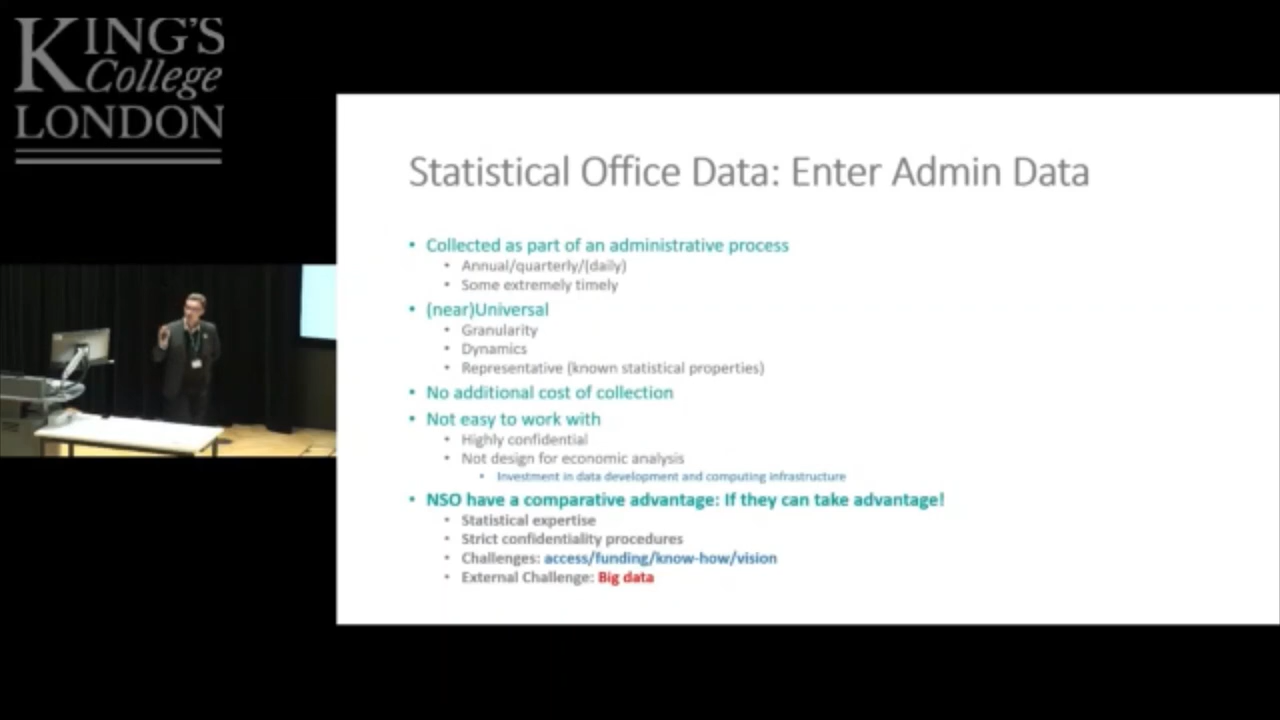 KING'S
College
LONDON
Statistical Office Data: Enter Admin Data
• Collected as part of an administrative process
• Annual/quarterly/(daily)
• Some extremely timely
• (near)Universal
• Granularity
• Dynamics
• Representative (known statistical properties)
• No additional cost of collection
• Not easy to work with
• Highly confidential
• Not design for economic analysis
• Investment in data development and computing infrastructure
• NSO have a comparative advantage: If they can take advantage!
• Statistical expertise
• Strict confidentiality procedures
• Challenges: access/funding/know-how/vision
• External Challenge: Big data